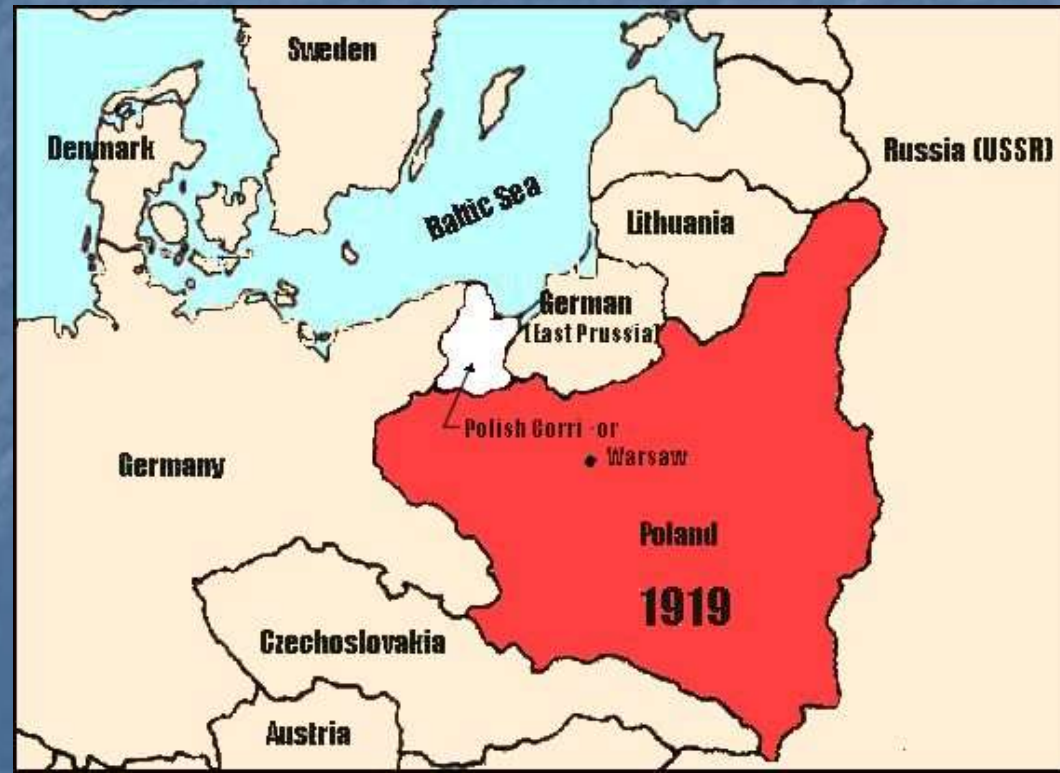 Sweden
Denmark
Russia (USSR)
Baltic Sea
Lithuania
German
(East Prussia)
Polish Corri -or
Warsaw
Germany
Poland
1919
Czechoslovakia
Austria